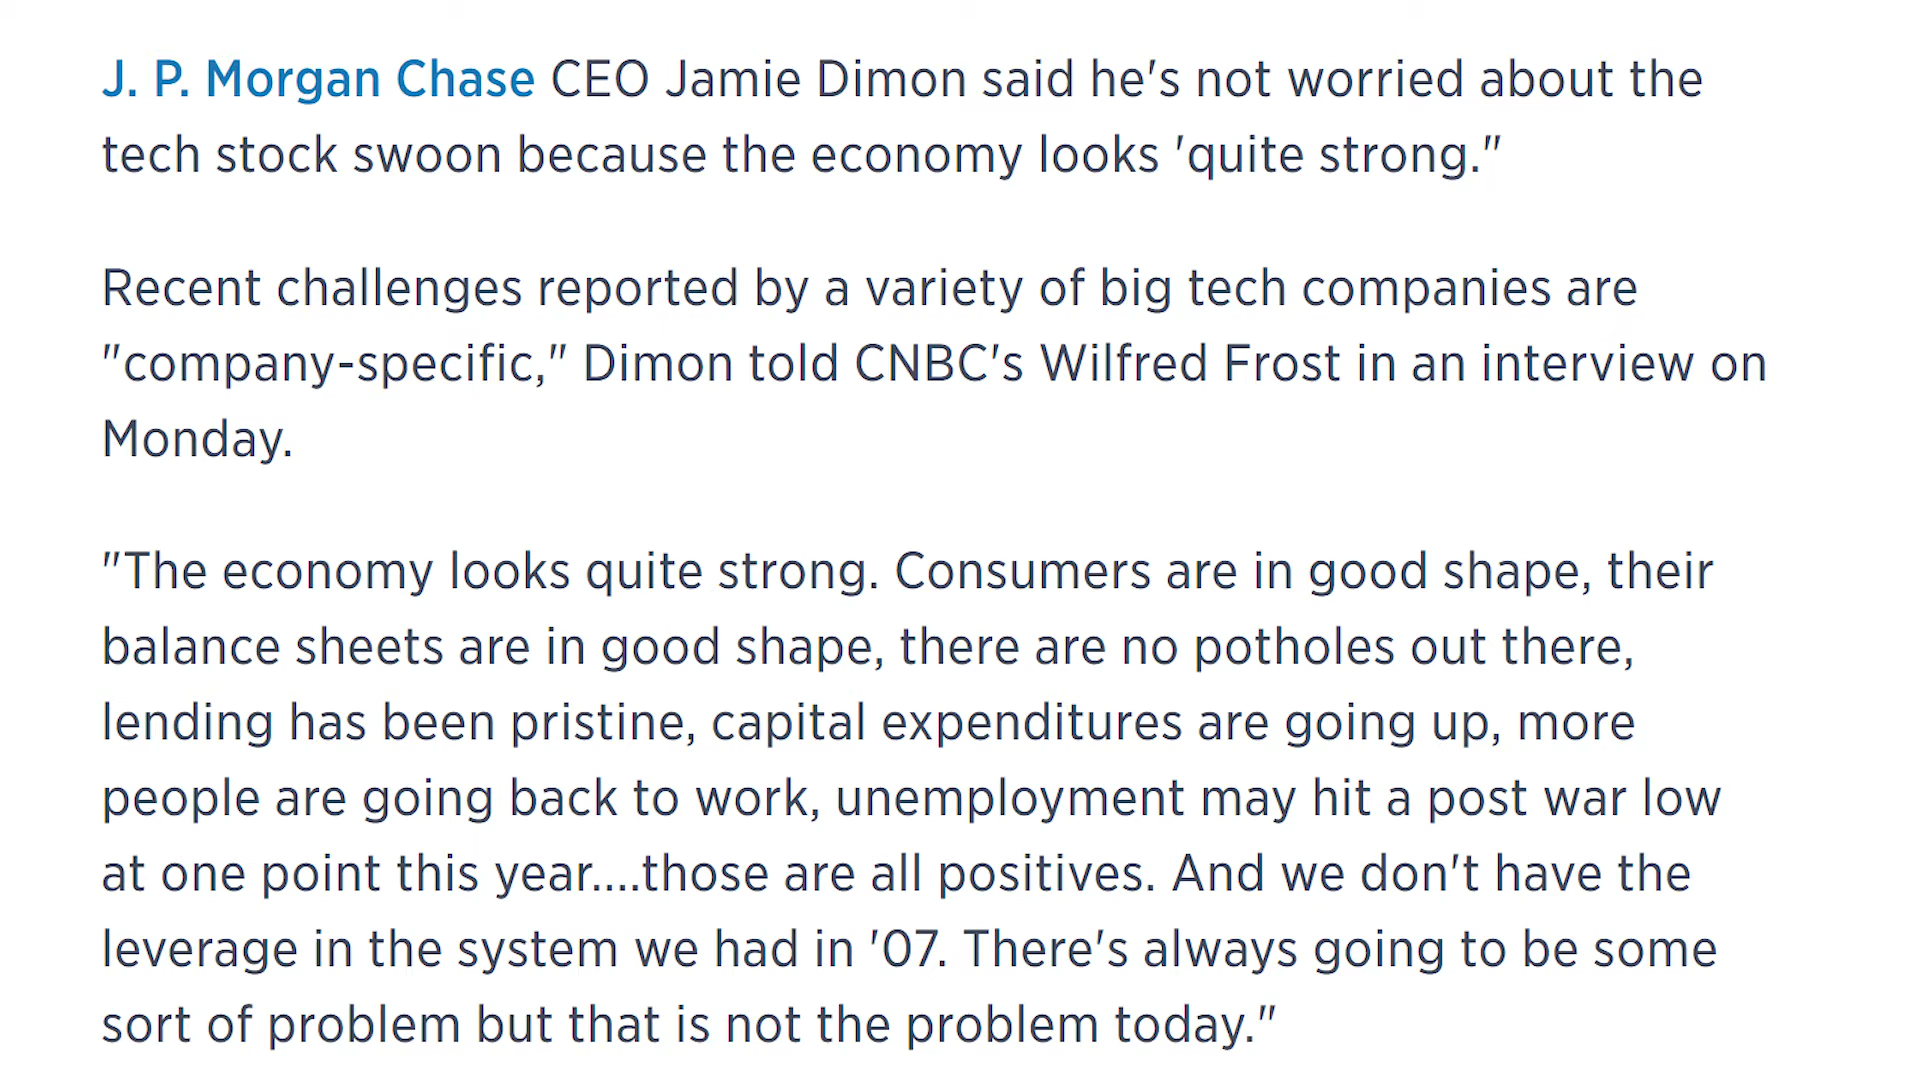 J. P. Morgan Chase CEO Jamie Dimon said he's not worried about the
tech stock swoon because the economy looks 'quite strong."
Recent challenges reported by a variety of big tech companies are
"company-specific," Dimon told CNBC's Wilfred Frost in an interview on
Monday.
"The economy looks quite strong. Consumers are in good shape, their
balance sheets are in good shape, there are no potholes out there,
lending has been pristine, capital expenditures are going up, more
people are going back to work, unemployment may hit a post war low
at one point this year....those are all positives. And we don't have the
leverage in the system we had in '07. There's always going to be some
sort of problem but that is not the problem today."